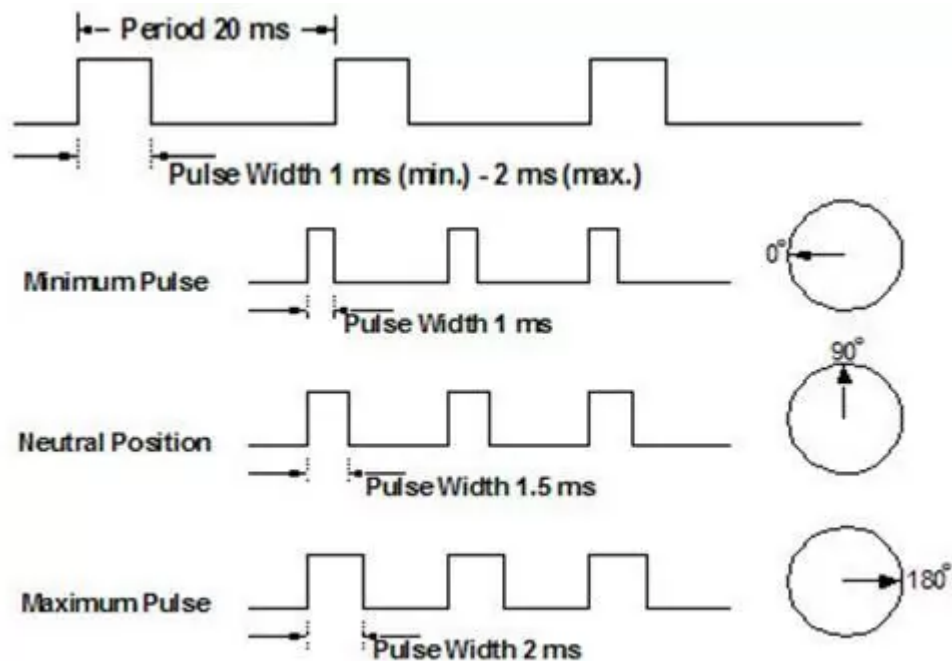 Period 20 ms
Pulse Width 1 ms (min.) - 2 ms (max.)
Minimum Pulse
Pulse Width 1 ms
0°
Neutral Position
Pulse Width 1.5 ms
90°
Maximum Pulse
Pulse Width 2 ms
180°